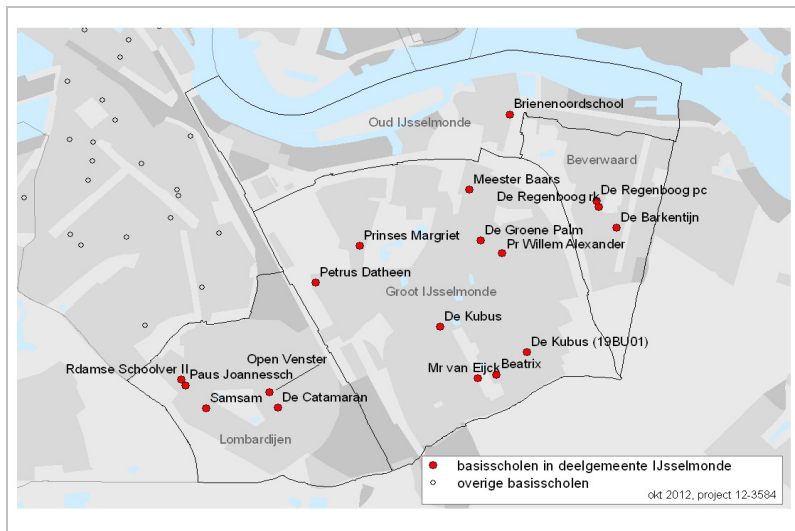 Brienenoordschool
Oud IJsselmonde
Beverwaard
Meester Baars
De Regenboog rk
De Regenboog pc
De Barkentijn
De Groene Palm
Prinses Margriet
Pr Willem Alexander
Petrus Datheen
Groot IJsselmonde
De Kubus
De Kubus (19BU01)
Open Venster
Mr van Eijck
Beatrix
Rdamse Schoolver II
Paus Joannessch
Samsam
De Catamaran
Lombardijen
basisscholen in deelgemeente IJsselmonde
overige basisscholen
okt 2012, project 12-3584